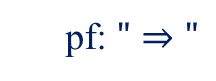 pf: " ⇒ "